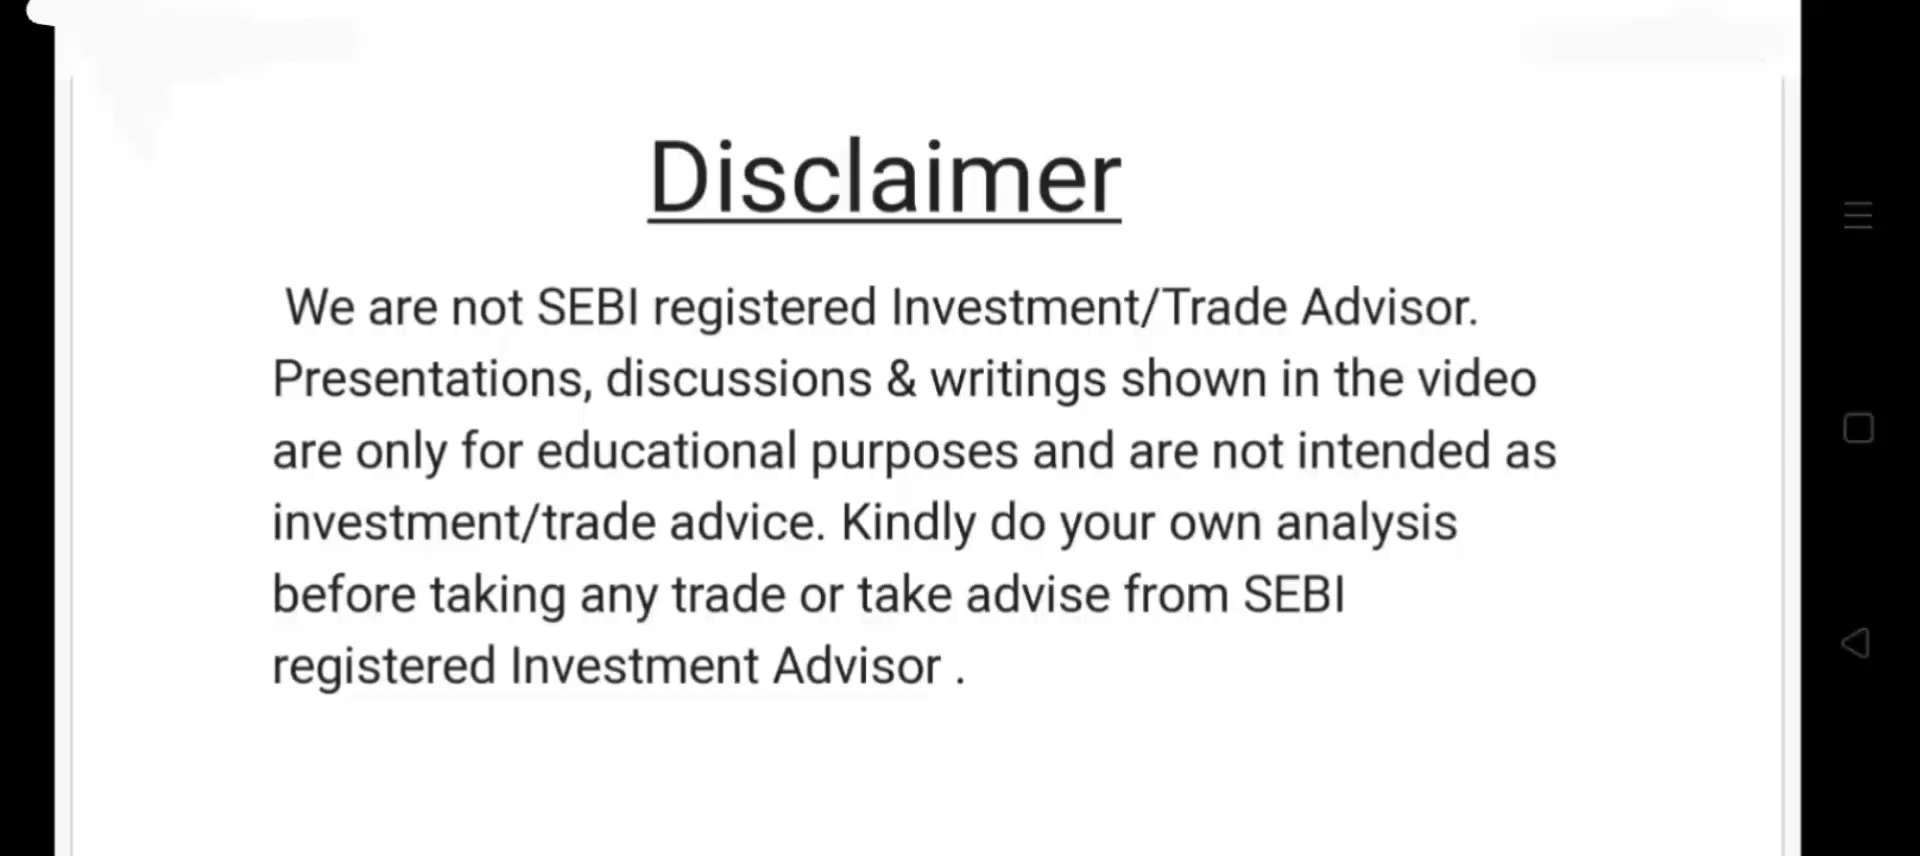 Disclaimer
We are not SEBI registered Investment/Trade Advisor.
Presentations, discussions & writings shown in the video
are only for educational purposes and are not intended as
investment/trade advice. Kindly do your own analysis
before taking any trade or take advise from SEBI
registered Investment Advisor .